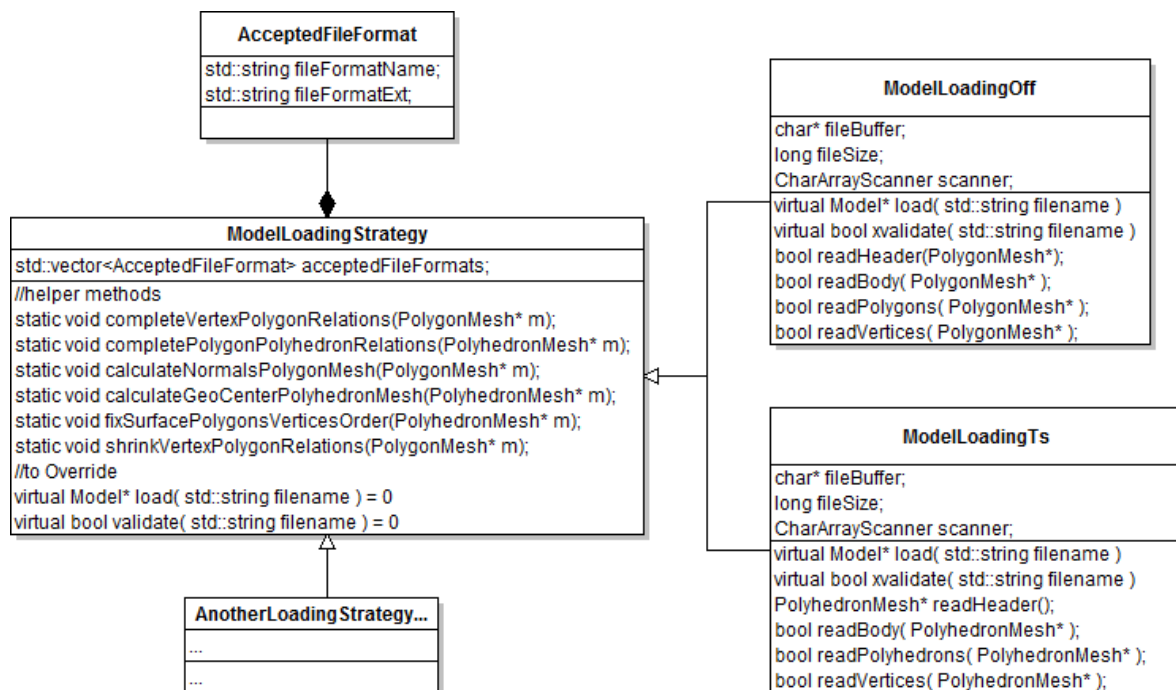 AcceptedFileFormat
std::string fileFormatName;
std::string fileFormatExt;
ModelLoadingStrategy
std::vector<AcceptedFileFormat> acceptedFileFormats;
//helper methods
static void completeVertexPolygonRelations(PolygonMesh* m);
static void completePolygonPolyhedronRelations(PolyhedronMesh* m);
static void calculateNormalsPolygonMesh(PolygonMesh* m);
static void calculateGeoCenterPolyhedronMesh(PolyhedronMesh* m);
static void fixSurfacePolygonsVerticesOrder(PolyhedronMesh* m);
static void shrinkVertexPolygonRelations(PolygonMesh* m);
//to Override
virtual Model* load( std::string filename ) = 0
virtual bool validate( std::string filename ) = 0
AnotherLoadingStrategy...
...
...
ModelLoadingOff
char* fileBuffer;
long fileSize;
CharArrayScanner scanner;
virtual Model* load( std::string filename )
virtual bool xvalidate( std::string filename )
bool readHeader(PolygonMesh*);
bool readBody( PolygonMesh* );
bool readPolygons( PolygonMesh* );
bool readVertices( PolygonMesh* );
ModelLoadingTs
char* fileBuffer;
long fileSize;
CharArrayScanner scanner;
virtual Model* load( std::string filename )
virtual bool xvalidate( std::string filename )
PolyhedronMesh* readHeader();
bool readBody( PolyhedronMesh* );
bool readPolyhedrons( PolyhedronMesh* );
bool readVertices( PolyhedronMesh* );